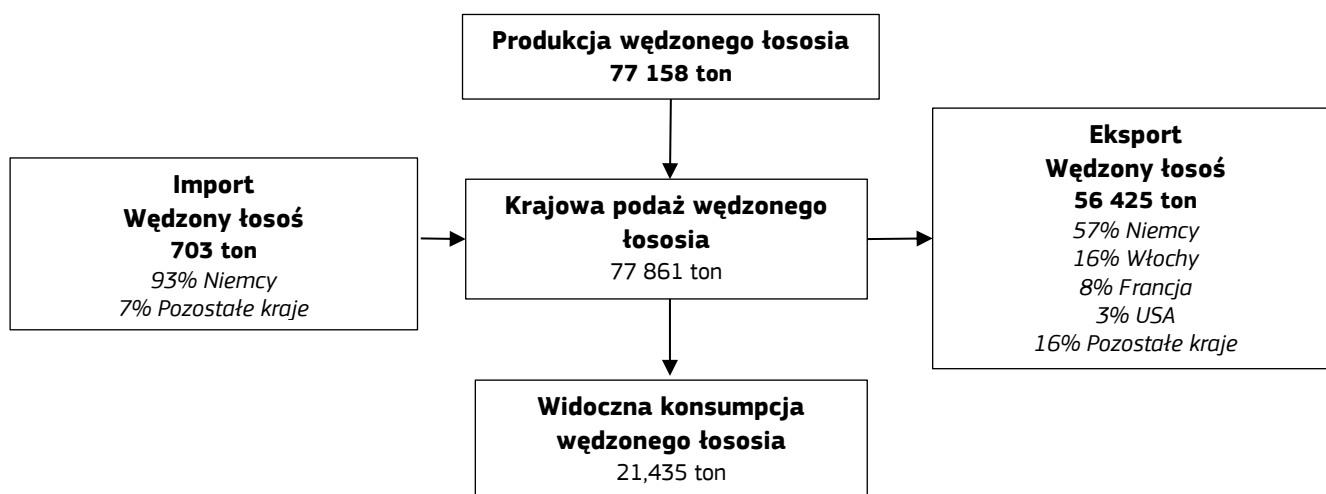 Produkcja wędzonego łososia
77 158 ton
Import
Wędzony łosoś
703 ton
93% Niemcy
7% Pozostałe kraje
Krajowa podaż wędzonego
łososia
77 861 ton
Eksport
Wędzony łosoś
56 425 ton
57% Niemcy
16% Włochy
8% Francja
3% USA
16% Pozostałe kraje
Widoczna konsumpcja
wędzonego łososia
21,435 ton